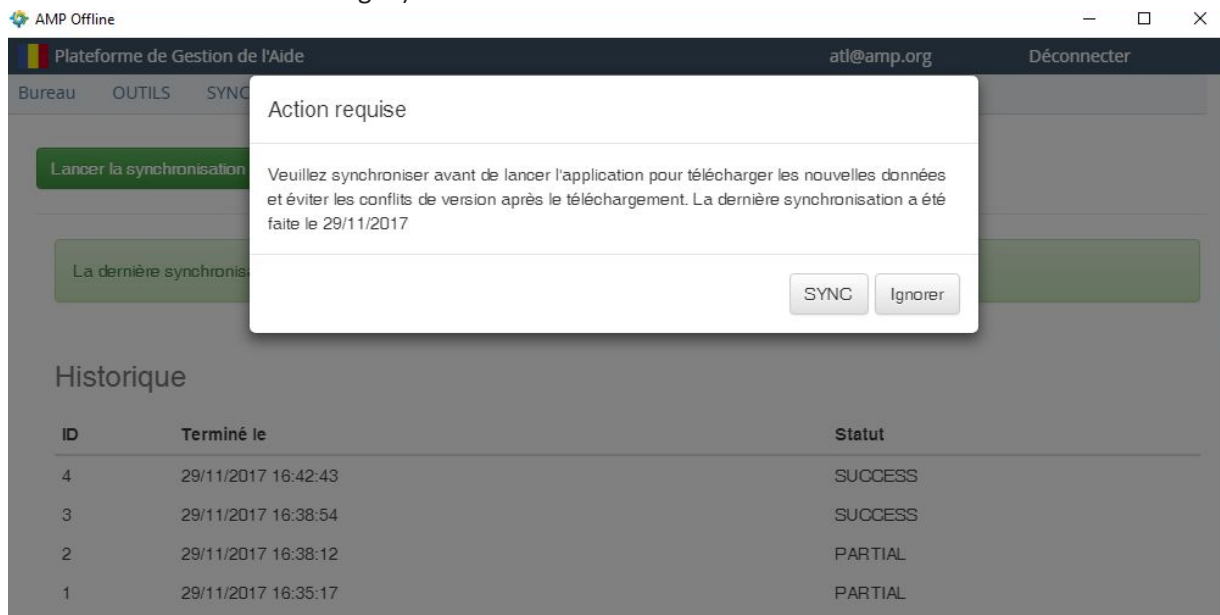 AMP Offline
Plateforme de Gestion de l'Aide atl@amp.org Déconnecter
Bureau OUTILS SYNC
Action requise
Lancer la synchronisation
Veuillez synchroniser avant de lancer l'application pour télécharger les nouvelles données
et éviter les conflits de version après le téléchargement. La dernière synchronisation a été
faite le 29/11/2017
La dernière synchronis
SYNC Ignorer
Historique
ID Terminé le Statut
4 29/11/2017 16:42:43 SUCCESS
3 29/11/2017 16:38:54 SUCCESS
2 29/11/2017 16:38:12 PARTIAL
1 29/11/2017 16:35:17 PARTIAL